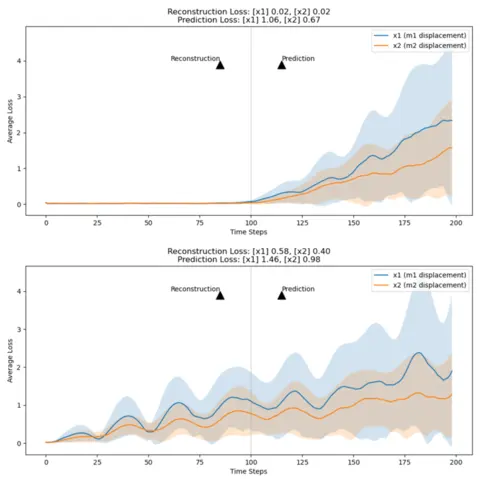 Reconstruction Loss: [x1] 0.02, [x2] 0.02
Prediction Loss: [x1] 1.06, [x2] 0.67
x1 (m1 displacement)
x2 (m2 displacement)
Reconstruction
Prediction
Average Loss
4
3
2
1
0
0
25
50
75
100
125
150
175
200
Time Steps
Reconstruction Loss: [x1] 0.58, [x2] 0.40
Prediction Loss: [x1] 1.46, [x2] 0.98
x1 (m1 displacement)
x2 (m2 displacement)
Reconstruction
Prediction
Average Loss
4
3
2
1
0
0
25
50
75
100
125
150
175
200
Time Steps